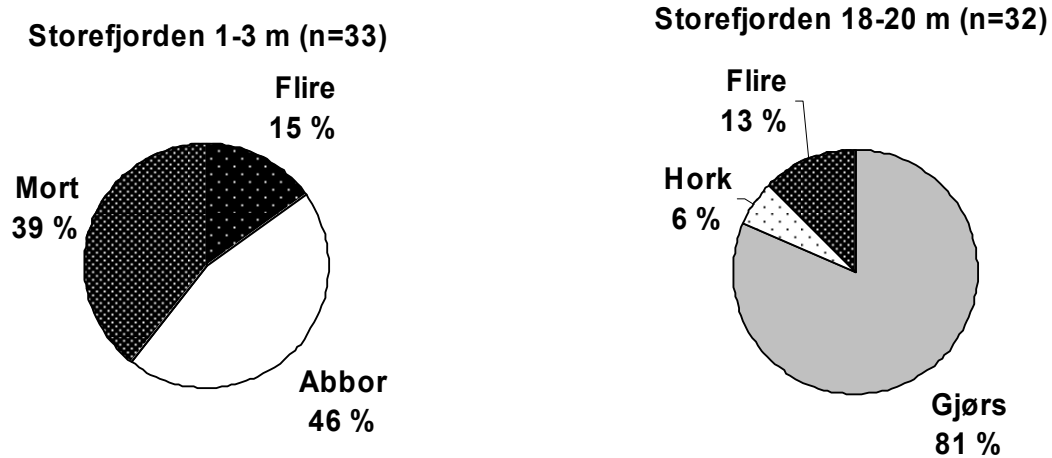 Storefjorden 1-3 m (n=33)
Flire
15 %
Mort
39 %
Abbor
46 %
Storefjorden 18-20 m (n=32)
Flire
13 %
Hork
6 %
Gjørs
81 %